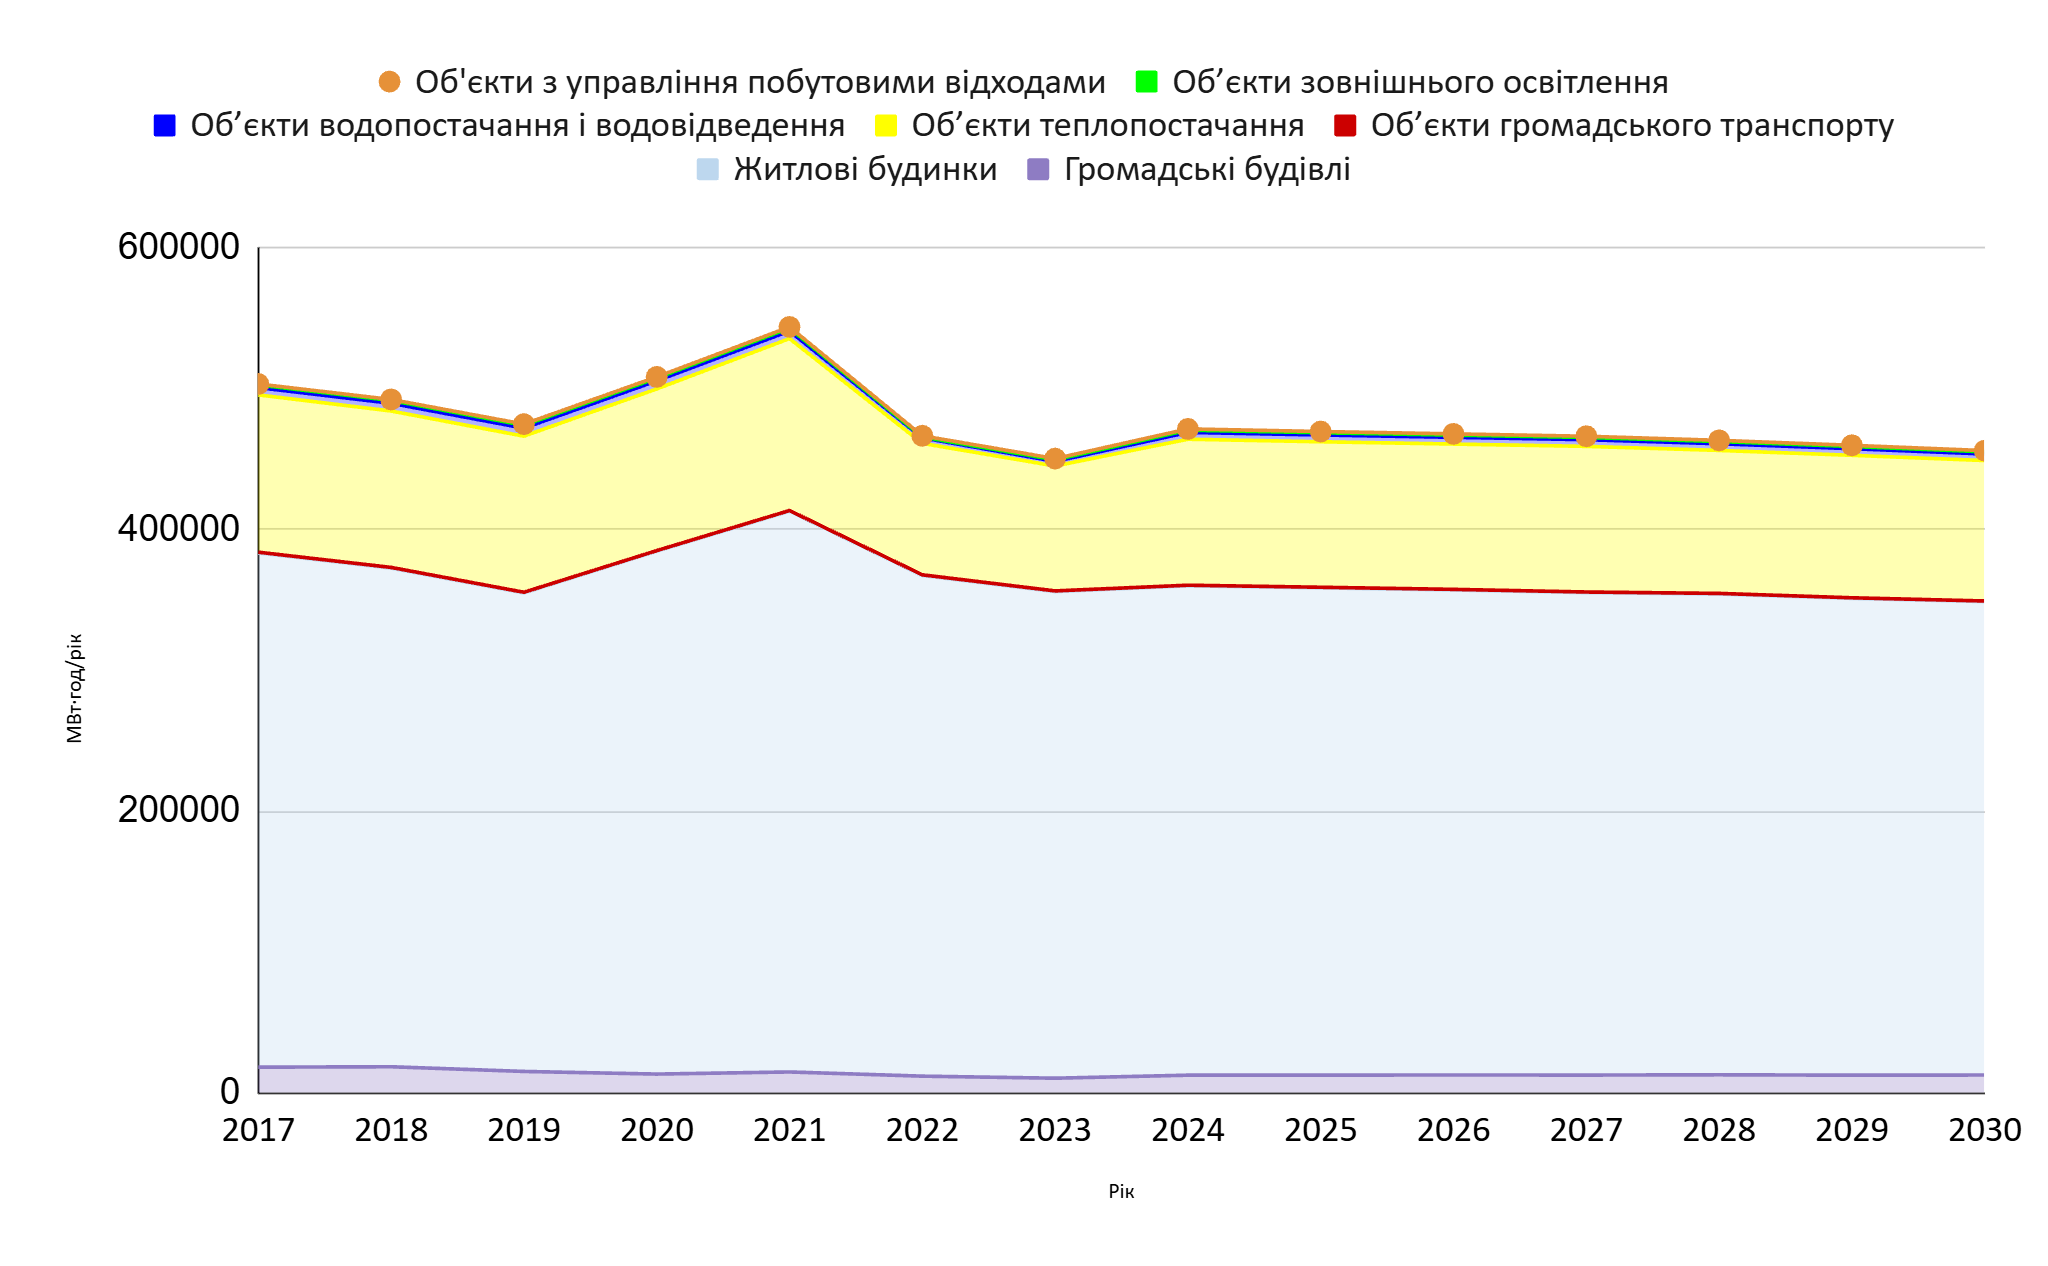 Об'єкти з управління побутовими відходами Об’єкти зовнішнього освітлення
Об’єкти водопостачання і водовідведення Об’єкти теплопостачання Об’єкти громадського транспорту
Житлові будинки Громадські будівлі
600000
400000
200000
0
МВт·год/рік
2017 2018 2019 2020 2021 2022 2023 2024 2025 2026 2027 2028 2029 2030
Рік